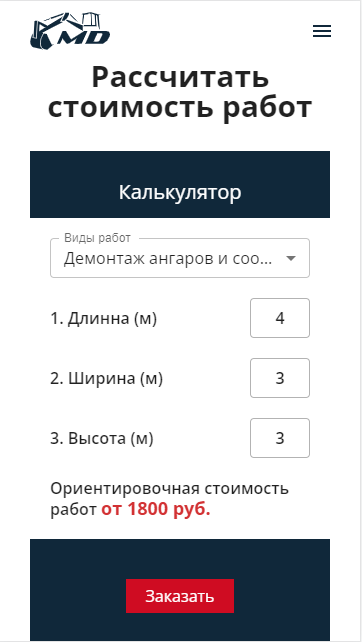 MD
Рассчитать
стоимость работ
Калькулятор
Виды работ
Демонтаж ангаров и соо...
1. Длинна (м)
4
2. Ширина (м)
3
3. Высота (м)
3
Ориентировочная стоимость
работ от 1800 руб.
Заказать